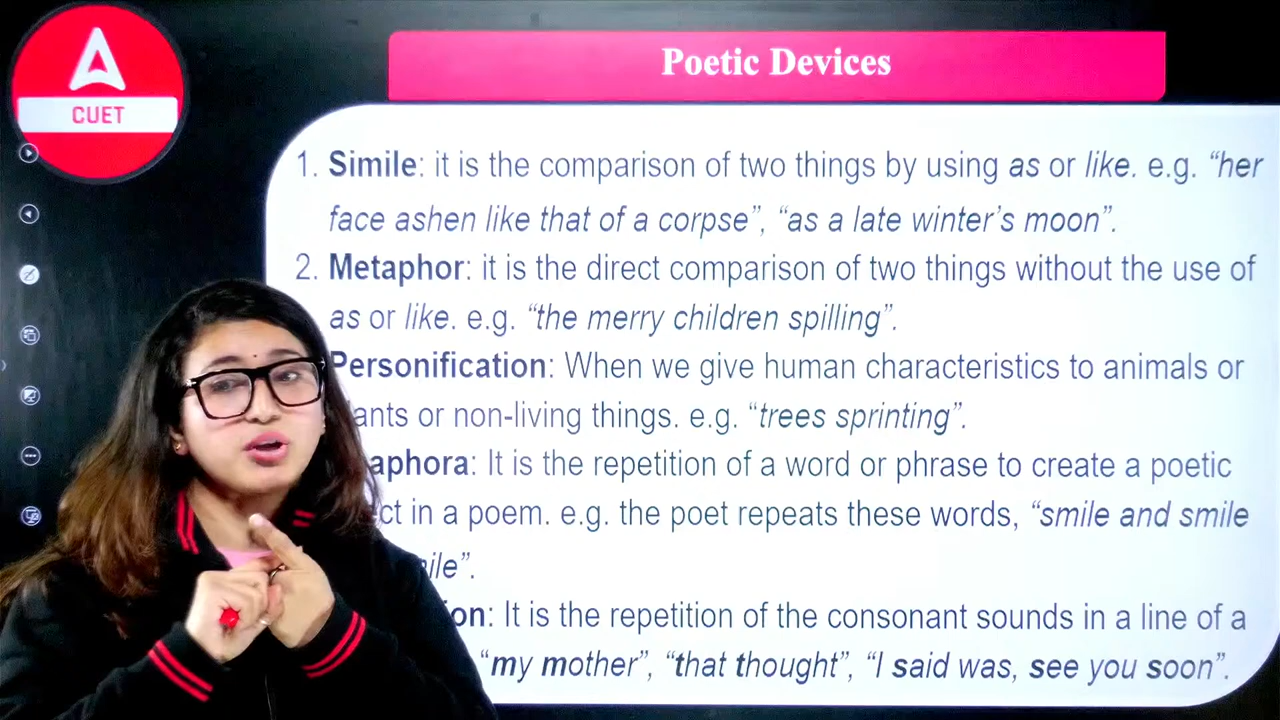 CUET
Poetic Devices
1. Simile: it is the comparison of two things by using as or like. e.g. “her
face ashen like that of a corpse”, “as a late winter’s moon”.
2. Metaphor: it is the direct comparison of two things without the use of
as or like. e.g. “the merry children spilling”.
Personification: When we give human characteristics to animals or
or non-living things. e.g. “trees sprinting”.
It is the repetition of a word or phrase to create a poetic
in a poem. e.g. the poet repeats these words, “smile and smile
It is the repetition of the consonant sounds in a line of a
“my mother”, “that thought”, “I said was, see you soon”.